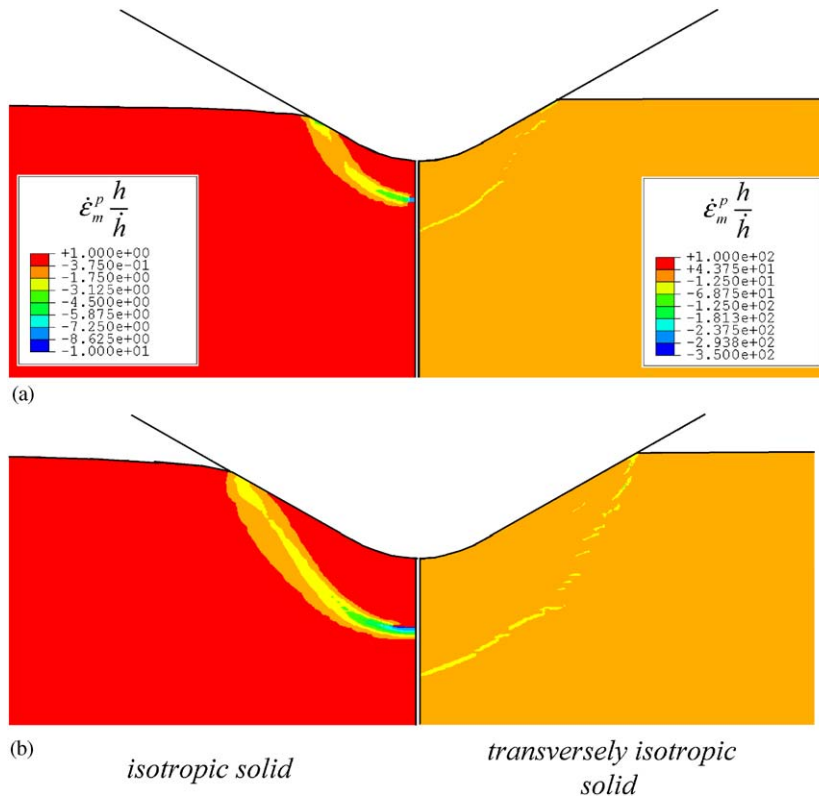 ε̇ᵖₘ h/ḣ
+1.000e+00
-3.750e-01
-1.750e+00
-3.125e+00
-4.500e+00
-5.875e+00
-7.250e+00
-8.625e+00
-1.000e+01
ε̇ᵖₘ h/ḣ
+1.000e+02
+4.375e+01
-1.250e+01
-6.875e+01
-1.250e+02
-1.813e+02
-2.375e+02
-2.938e+02
-3.500e+02
(a)
(b)
isotropic solid
transversely isotropic
solid